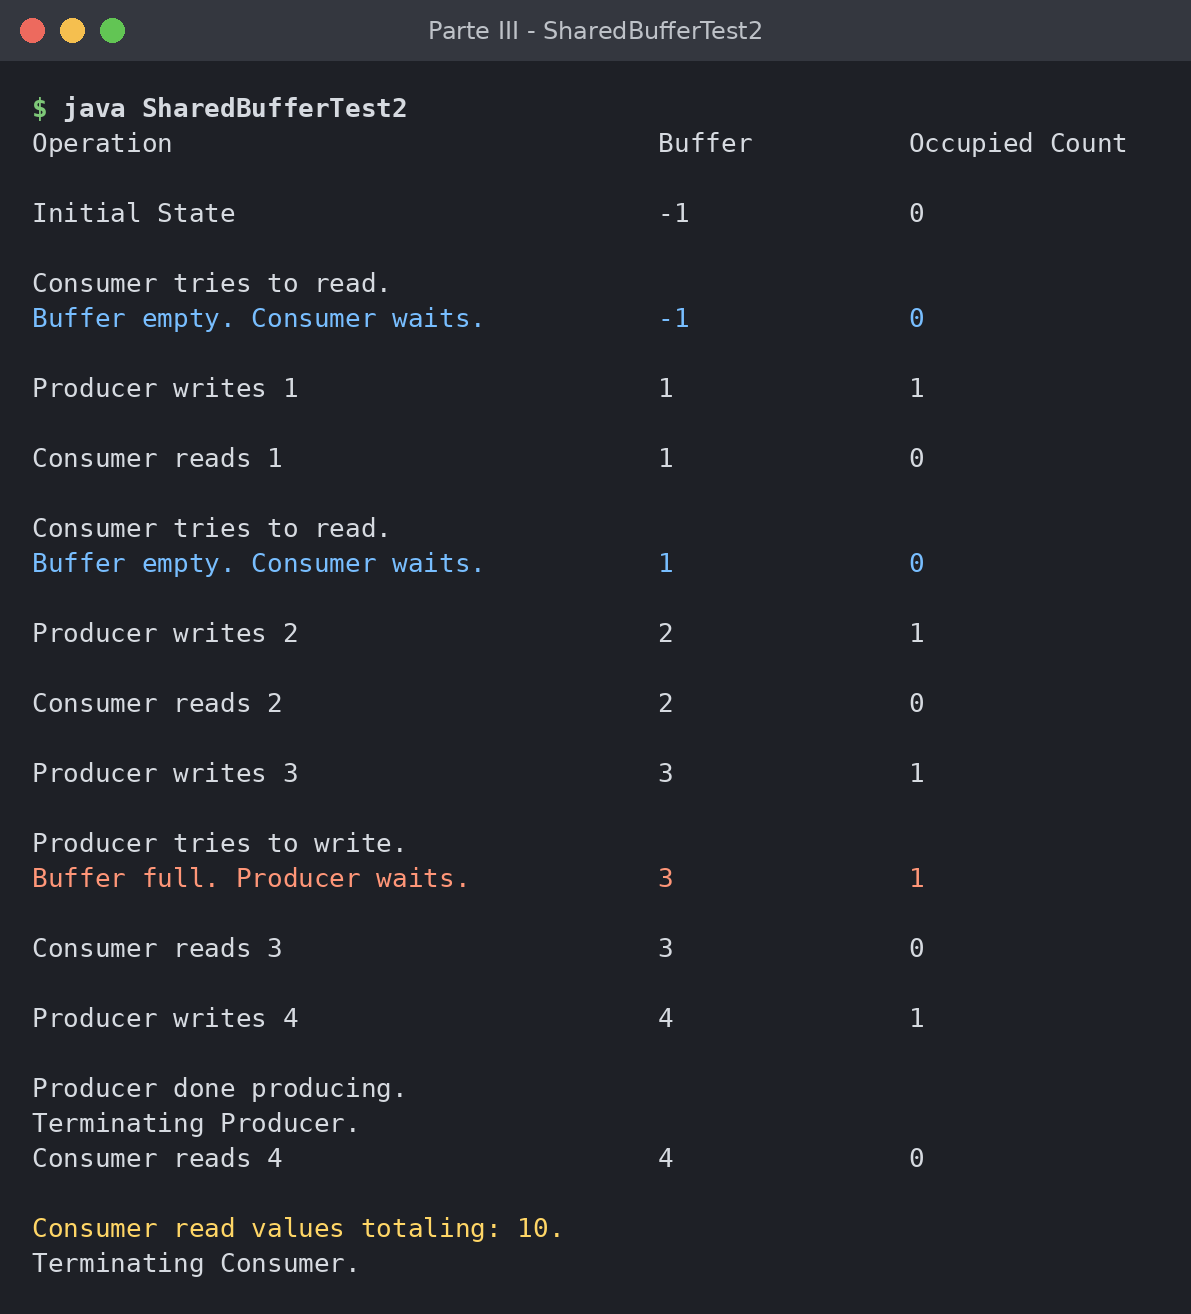 Parte III - SharedBufferTest2
$ java SharedBufferTest2
Operation Buffer Occupied Count
Initial State -1 0
Consumer tries to read.
Buffer empty. Consumer waits. -1 0
Producer writes 1 1 1
Consumer reads 1 1 0
Consumer tries to read.
Buffer empty. Consumer waits. 1 0
Producer writes 2 2 1
Consumer reads 2 2 0
Producer writes 3 3 1
Producer tries to write.
Buffer full. Producer waits. 3 1
Consumer reads 3 3 0
Producer writes 4 4 1
Producer done producing.
Terminating Producer.
Consumer reads 4 4 0
Consumer read values totaling: 10.
Terminating Consumer.